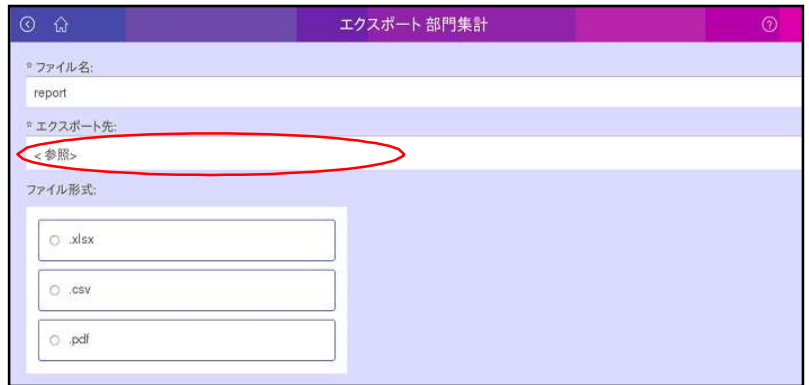 エクスポート 部門集計
* ファイル名:
report
* エクスポート先:
<参照>
ファイル形式:
.xlsx
.csv
.pdf